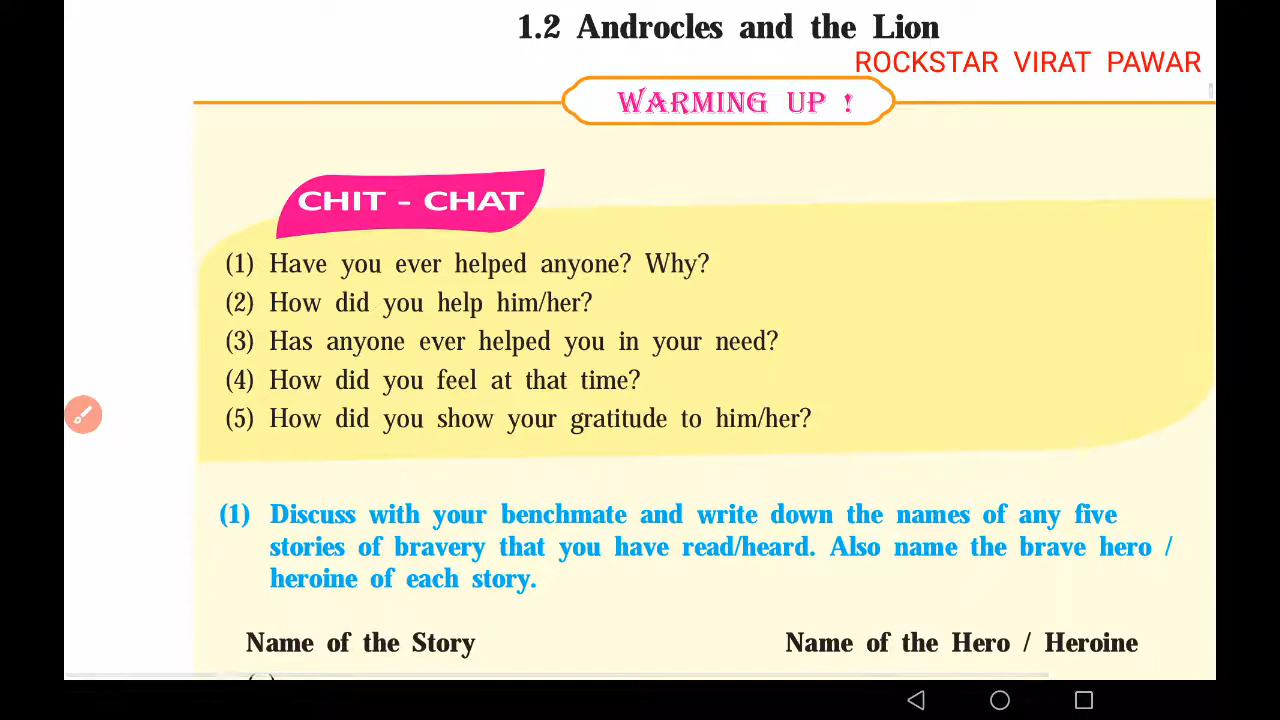 1.2 Androcles and the Lion
ROCKSTAR VIRAT PAWAR
WARMING UP !
CHIT - CHAT
(1) Have you ever helped anyone? Why?
(2) How did you help him/her?
(3) Has anyone ever helped you in your need?
(4) How did you feel at that time?
(5) How did you show your gratitude to him/her?
(1) Discuss with your benchmate and write down the names of any five
stories of bravery that you have read/heard. Also name the brave hero /
heroine of each story.
Name of the Story Name of the Hero / Heroine